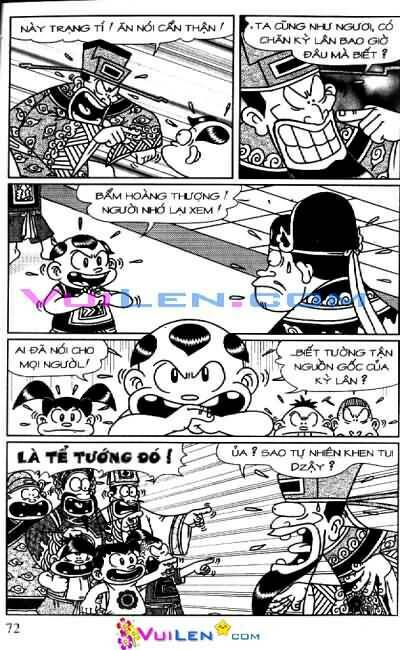 NÀY TRẠNG TÍ! ĂN NÓI CẨN THẬN!
TA CŨNG NHƯ NGƯƠI, CÓ
CHĂN KỲ LÂN BAO GIỜ
ĐÂU MÀ BIẾT?
BẨM HOÀNG THƯỢNG!
NGƯỜI NHỚ LẠI XEM!
AI ĐÃ NÓI CHO
MỌI NGƯỜI...
...BIẾT TƯỜNG TẬN
NGUỒN GỐC CỦA
KỲ LÂN?
LÀ TỂ TƯỚNG ĐÓ!
ỦA? SAO TỰ NHIÊN KHEN TUI
DZẬY?
72
VUILEN.COM
VUILEN.COM